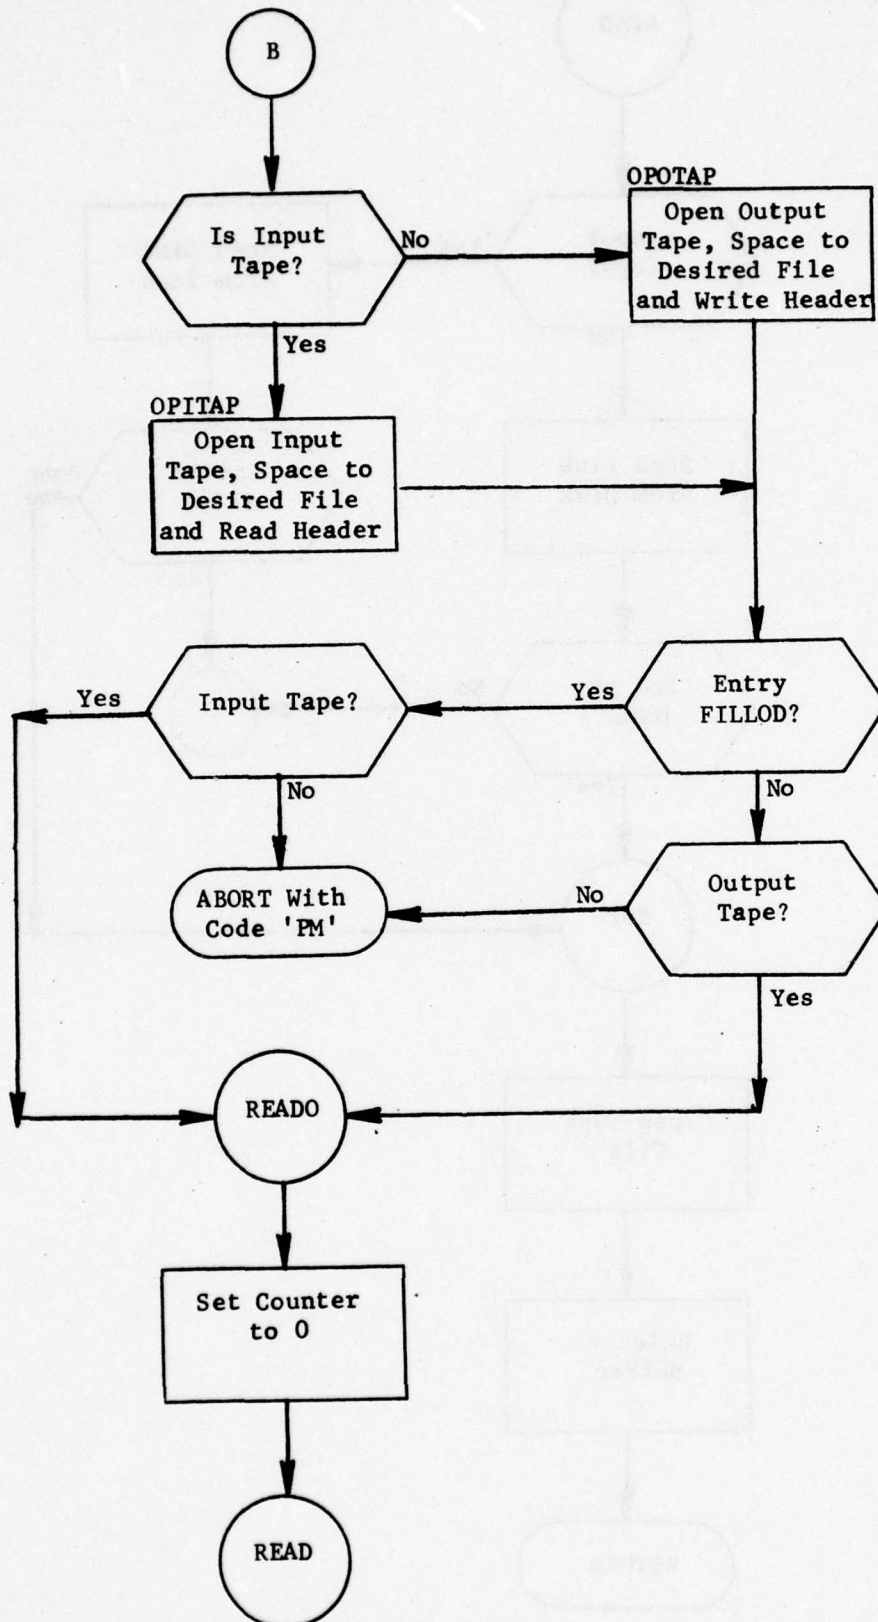 B
Is Input
Tape?
No
OPOTAP
Open Output
Tape, Space to
Desired File
and Write Header
Yes
OPITAP
Open Input
Tape, Space to
Desired File
and Read Header
Yes
Input Tape?
Yes
Entry
FILLOD?
No
No
ABORT With
Code 'PM'
No
Output
Tape?
Yes
READO
Set Counter
to 0
READ